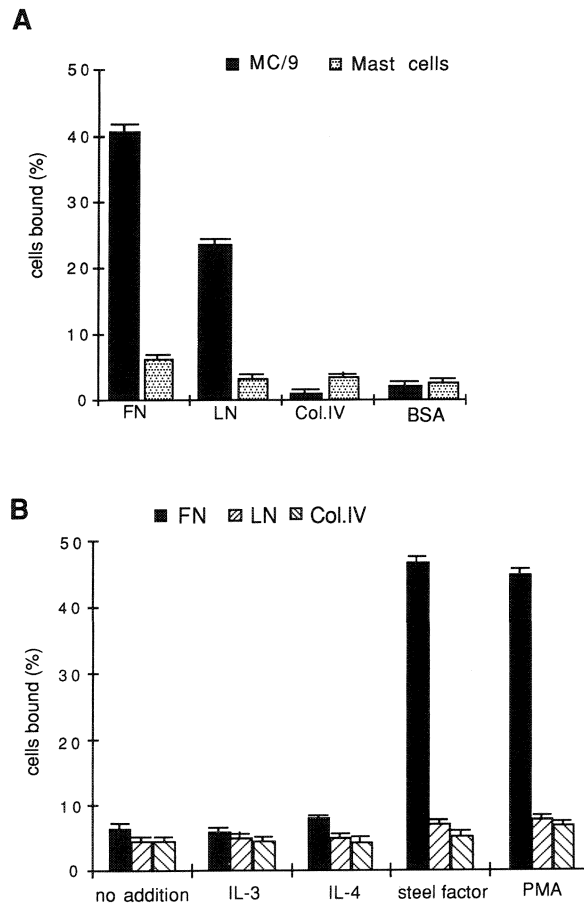 A
MC/9 Mast cells
50
40
30
20
10
0
cells bound (%)
FN LN Col.IV BSA
B
FN LN Col.IV
50
40
30
20
10
0
cells bound (%)
no addition IL-3 IL-4 steel factor PMA